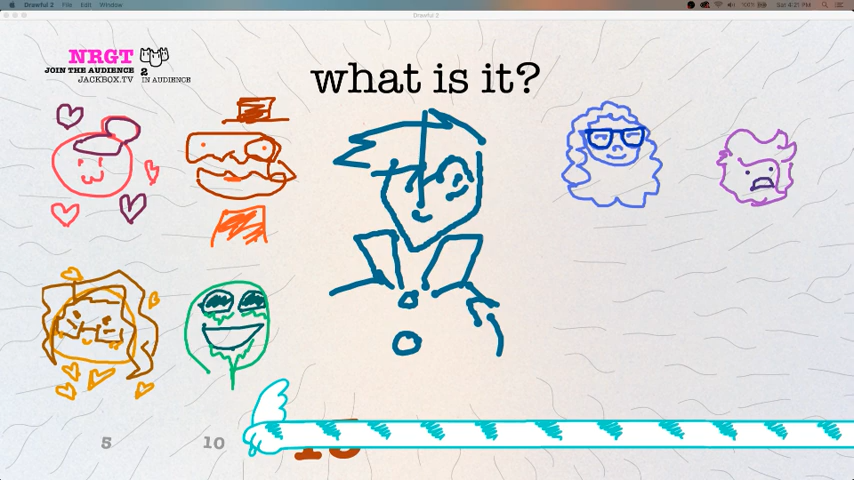 Drawful 2 File Edit Window
%0 Sat 4:21 PM
Drawful 2
NRGT
JOIN THE AUDIENCE
JACKBOX.TV
2
IN AUDIENCE
what is it?
5 10